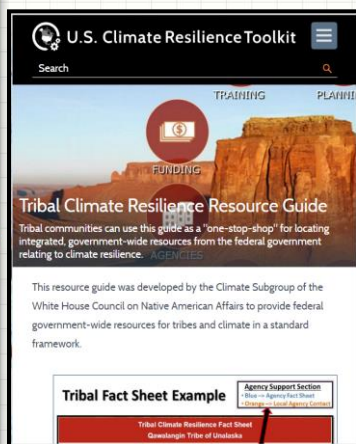 U.S. Climate Resilience Toolkit
Search
TRAINING
PLANNI
FUNDING
Tribal Climate Resilience Resource Guide
Tribal communities can use this guide as a "one-stop-shop" for locating
integrated, government-wide resources from the federal government
relating to climate resilience.
AGENCIES
This resource guide was developed by the Climate Subgroup of the
White House Council on Native American Affairs to provide federal
government-wide resources for tribes and climate in a standard
framework.
Tribal Fact Sheet Example
Agency Support Section
• Blue --> Agency Fact Sheet
• Orange --> Local Agency Contact
Tribal Climate Resilience Fact Sheet
Qawalangin Tribe of Unalaska